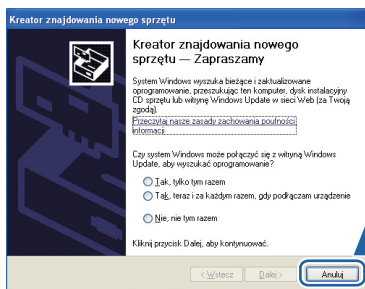 Kreator znajdowania nowego sprzętu
Kreator znajdowania nowego
sprzętu — Zapraszamy
System Windows wyszuka bieżące i zaktualizowane
oprogramowanie, przeszukując ten komputer, dysk instalacyjny
CD sprzętu lub witrynę Windows Update w sieci Web (za Twoją
zgodą).
Przeczytaj nasze zasady zachowania poufności
informacji
Czy system Windows może połączyć się z witryną Windows
Update, aby wyszukać oprogramowanie?
Tak, tylko tym razem
Tak, teraz i za każdym razem, gdy podłączam urządzenie
Nie, nie tym razem
Kliknij przycisk Dalej, aby kontynuować.
< Wstecz Dalej > Anuluj